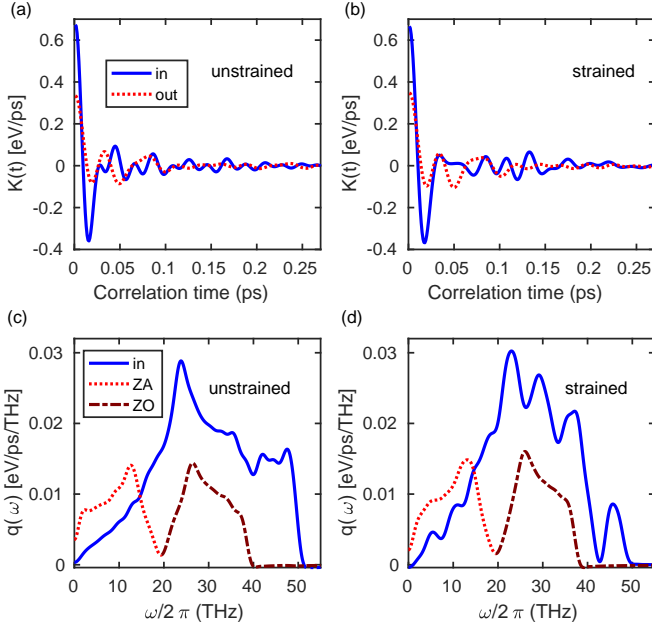 (a)
K(t) [eV/ps]
0.6
0.4
0.2
0
-0.2
-0.4
in
out
unstrained
0 0.05 0.1 0.15 0.2 0.25
Correlation time (ps)
(b)
K(t) [eV/ps]
0.6
0.4
0.2
0
-0.2
-0.4
strained
0 0.05 0.1 0.15 0.2 0.25
Correlation time (ps)
(c)
q(ω) [eV/ps/THz]
0.03
0.02
0.01
0
in
ZA
ZO
unstrained
0 10 20 30 40 50
ω/2 π (THz)
(d)
q(ω) [eV/ps/THz]
0.03
0.02
0.01
0
strained
0 10 20 30 40 50
ω/2 π (THz)